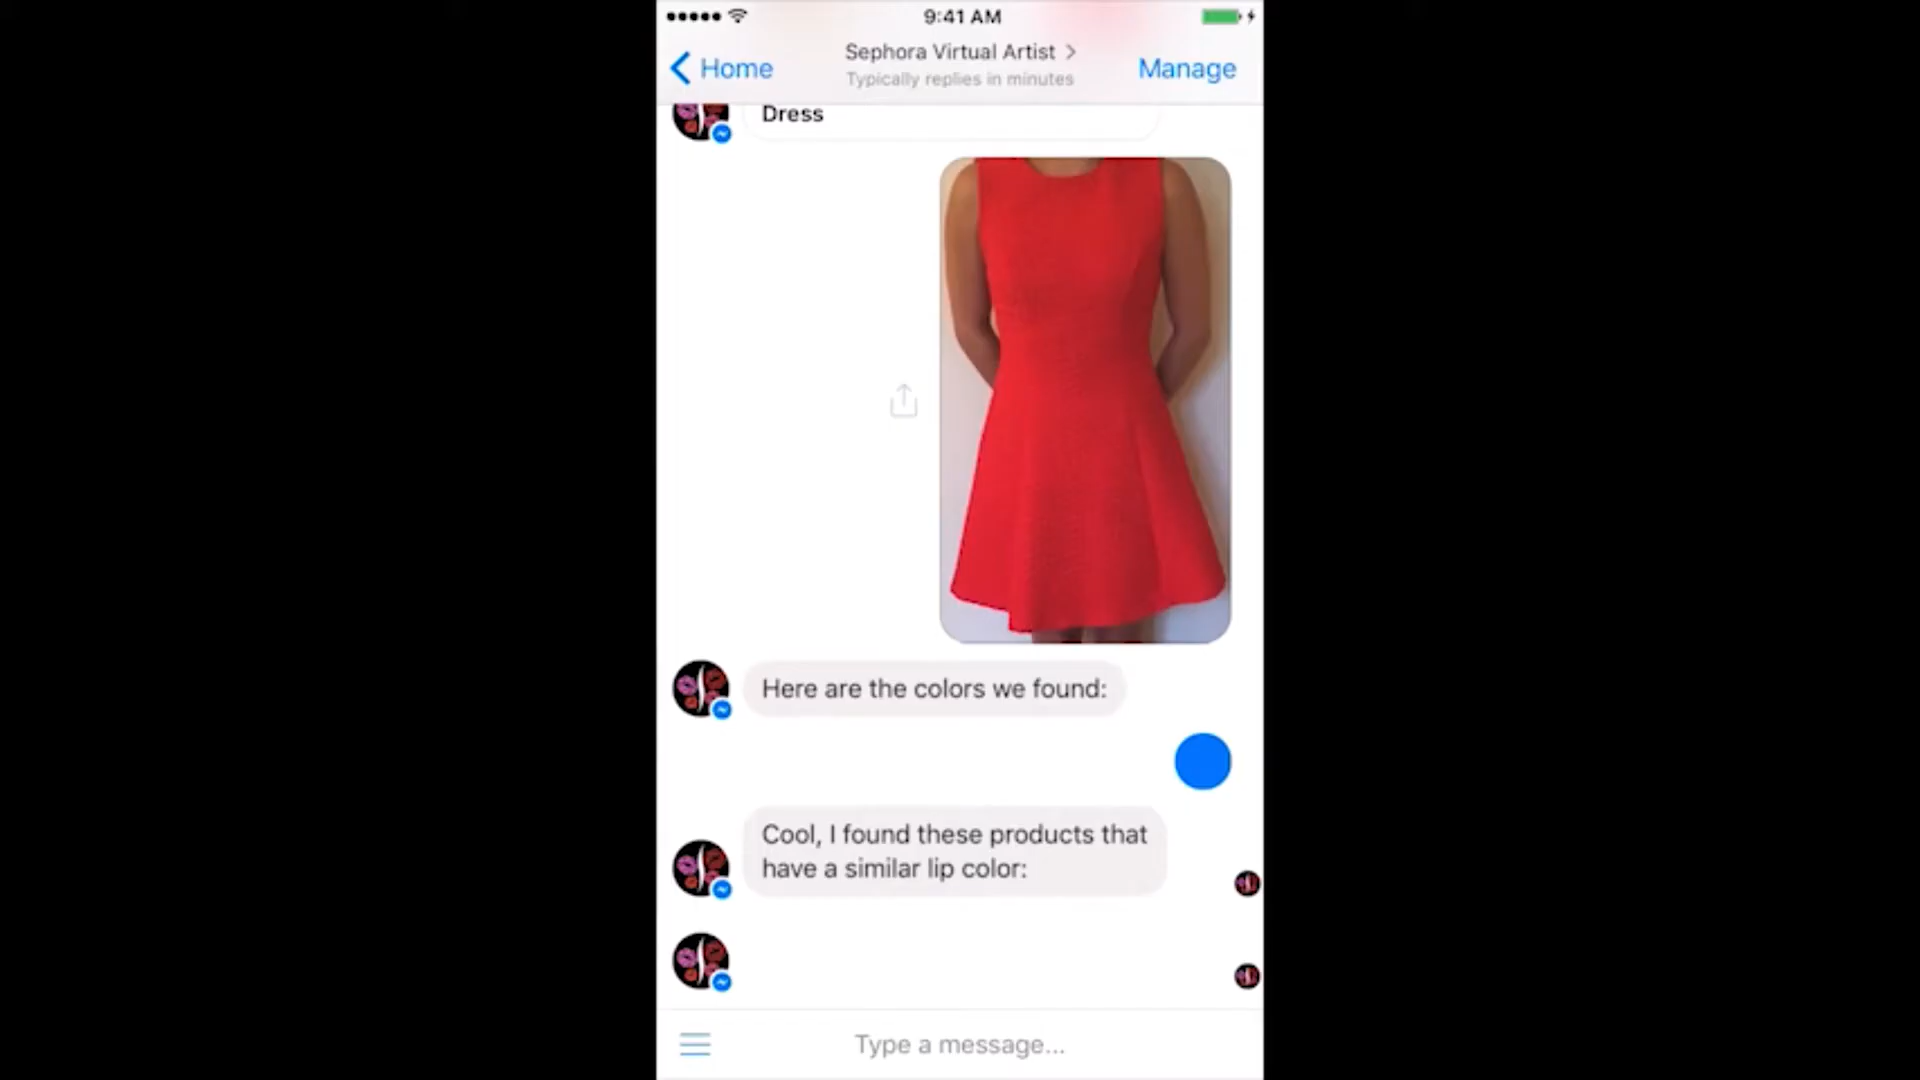 9:41 AM
Home
Sephora Virtual Artist
Typically replies in minutes
Manage
Dress
Here are the colors we found:
Cool, I found these products that
have a similar lip color:
Type a message...